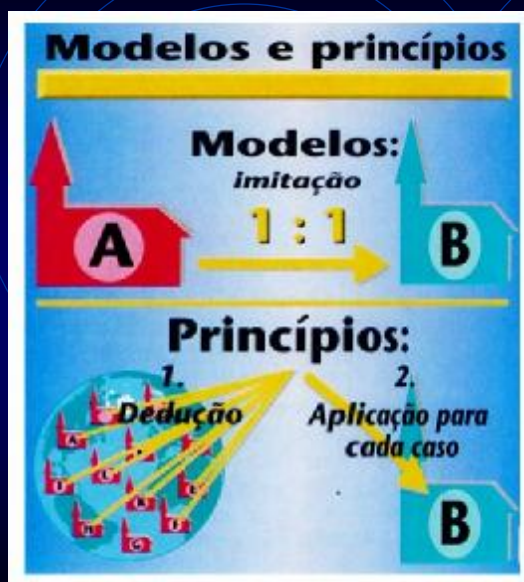 Modelos e princípios
Modelos:
imitação
1 : 1
A
B
Princípios:
1.
Dedução
2.
Aplicação para
cada caso
A
I
L
K
H
G
F
B